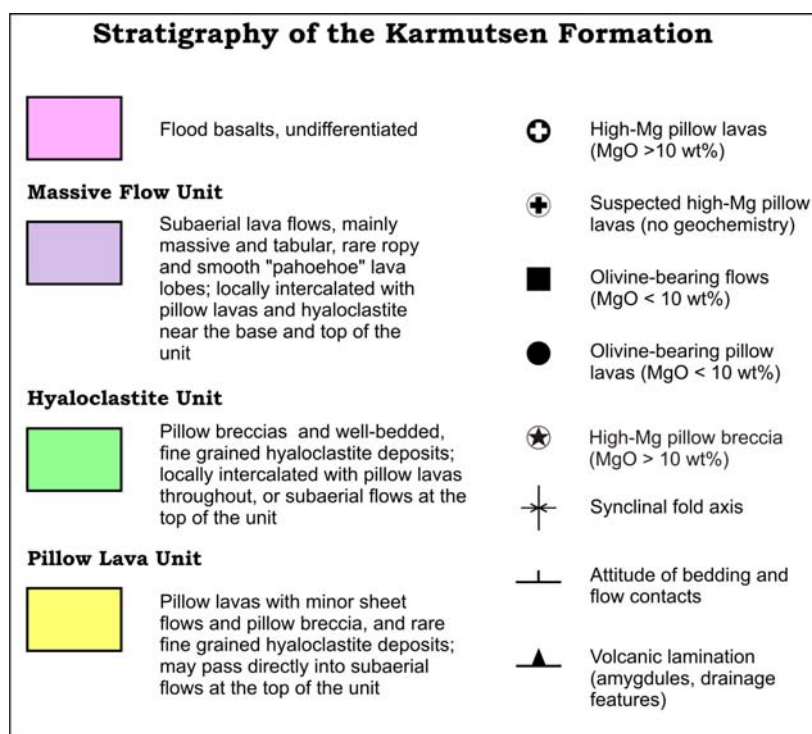 Stratigraphy of the Karmutsen Formation
Flood basalts, undifferentiated
Massive Flow Unit
Subaerial lava flows, mainly
massive and tabular, rare ropy
and smooth "pahoehoe" lava
lobes; locally intercalated with
pillow lavas and hyaloclastite
near the base and top of the
unit
Hyaloclastite Unit
Pillow breccias and well-bedded,
fine grained hyaloclastite deposits;
locally intercalated with pillow lavas
throughout, or subaerial flows at the
top of the unit
Pillow Lava Unit
Pillow lavas with minor sheet
flows and pillow breccia, and rare
fine grained hyaloclastite deposits;
may pass directly into subaerial
flows at the top of the unit
High-Mg pillow lavas
(MgO >10 wt%)
Suspected high-Mg pillow
lavas (no geochemistry)
Olivine-bearing flows
(MgO < 10 wt%)
Olivine-bearing pillow
lavas (MgO < 10 wt%)
High-Mg pillow breccia
(MgO > 10 wt%)
Synclinal fold axis
Attitude of bedding and
flow contacts
Volcanic lamination
(amygdules, drainage
features)